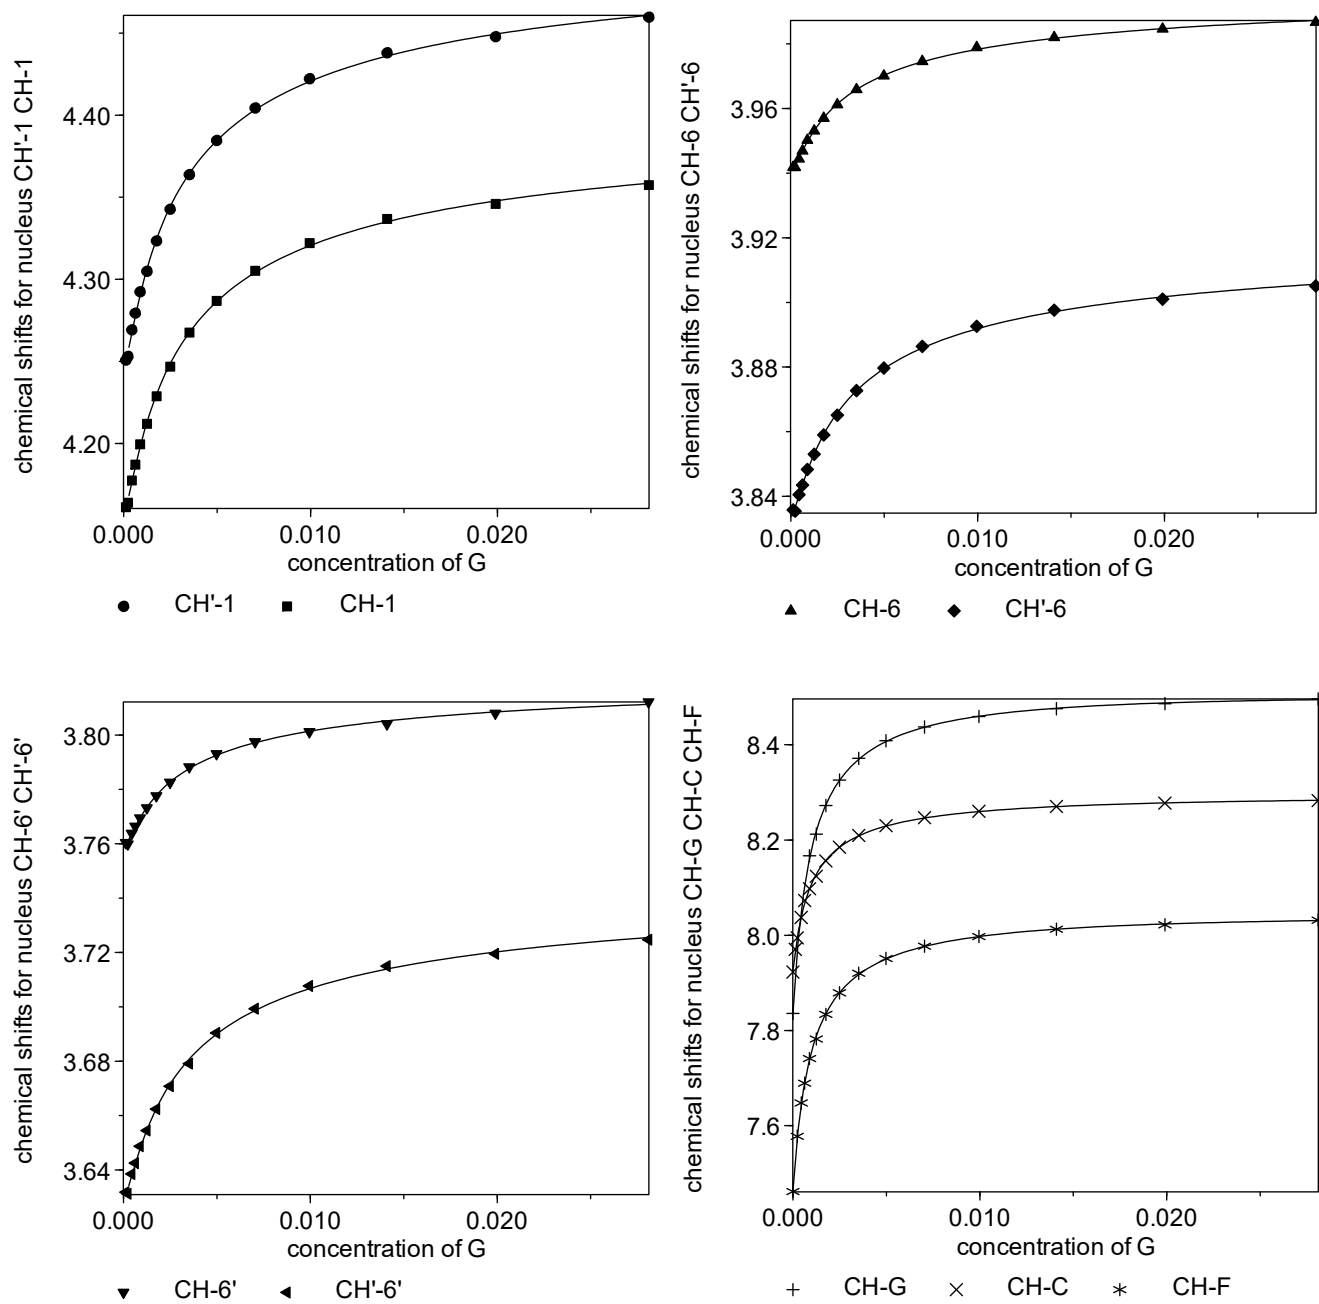 chemical shifts for nucleus CH'-1 CH-1
4.40
4.30
4.20
0.000 0.010 0.020
concentration of G
CH'-1 CH-1
chemical shifts for nucleus CH-6 CH'-6
3.96
3.92
3.88
3.84
0.000 0.010 0.020
concentration of G
CH-6 CH'-6
chemical shifts for nucleus CH-6' CH'-6'
3.80
3.76
3.72
3.68
3.64
0.000 0.010 0.020
concentration of G
CH-6' CH'-6'
chemical shifts for nucleus CH-G CH-C CH-F
8.4
8.2
8.0
7.8
7.6
0.000 0.010 0.020
concentration of G
CH-G CH-C CH-F